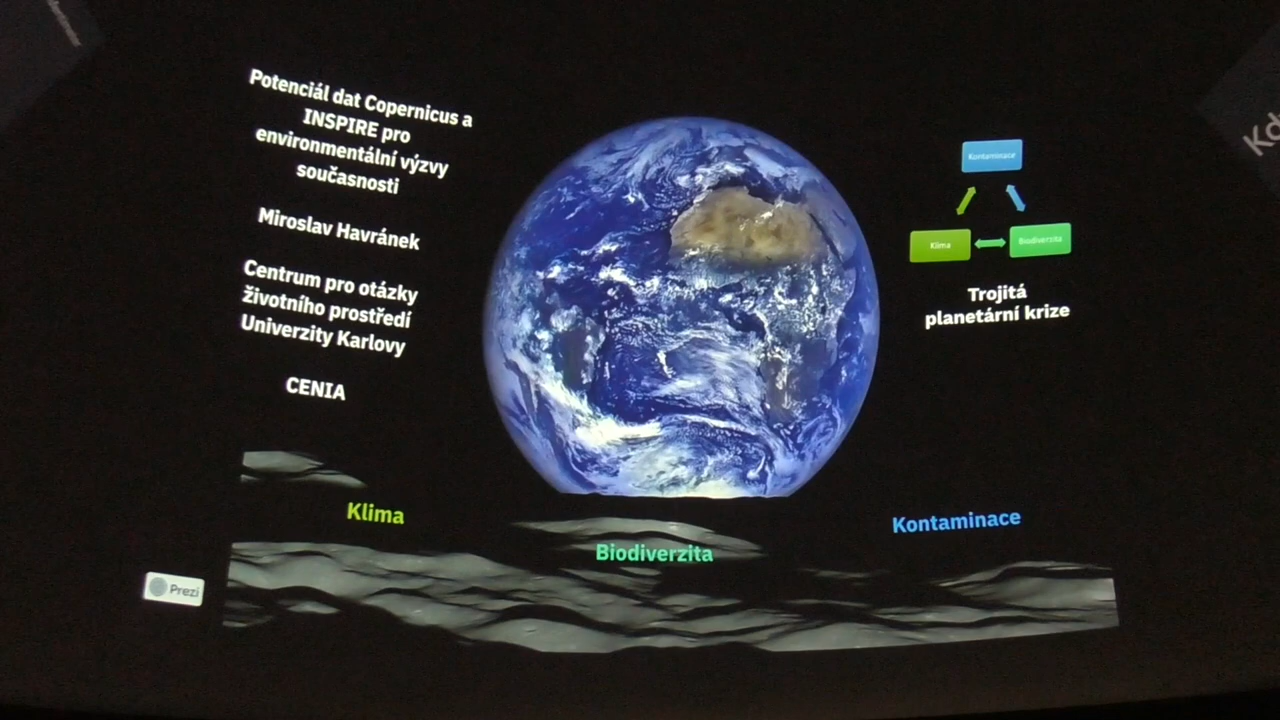 Potenciál dat Copernicus a
INSPIRE pro
environmentální výzvy
současnosti
Miroslav Havránek
Centrum pro otázky
životního prostředí
Univerzity Karlovy
CENIA
Kontaminace
Klima
Biodiverzita
Trojitá
planetární krize
Klima
Biodiverzita
Kontaminace
Prezi